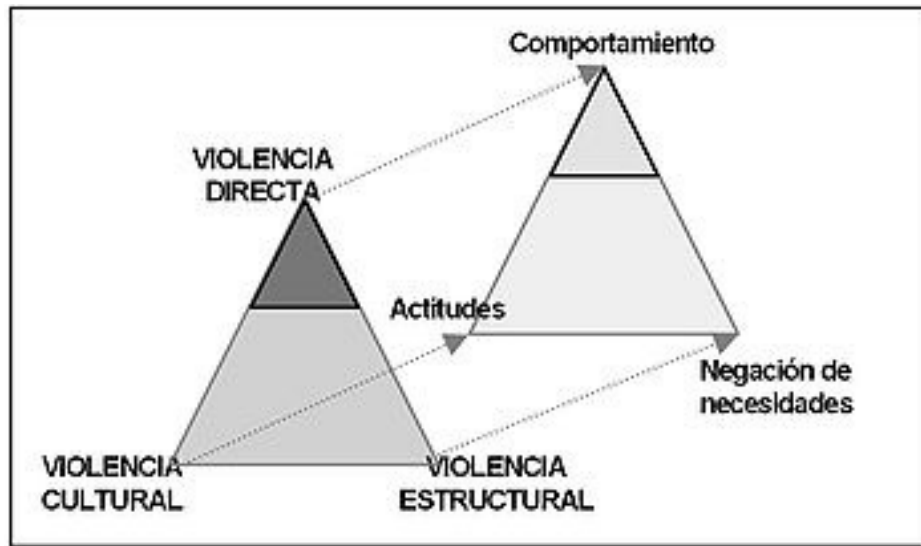 Comportamiento
VIOLENCIA
DIRECTA
Actitudes
Negación de
necesidades
VIOLENCIA
CULTURAL
VIOLENCIA
ESTRUCTURAL